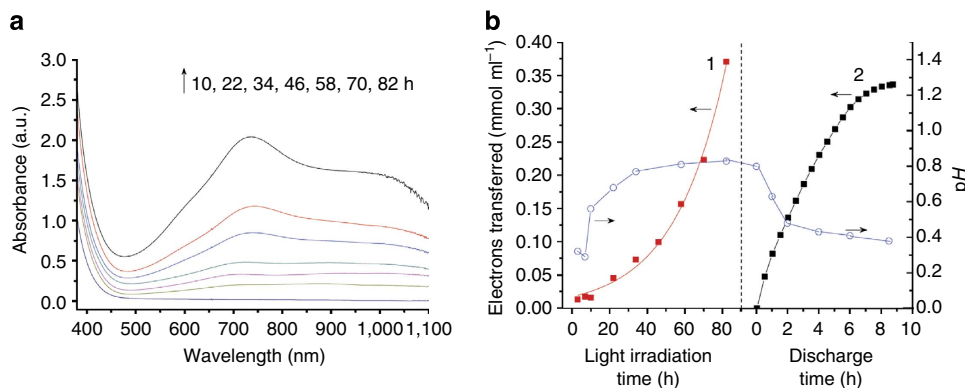 a
3.0
2.5
2.0
1.5
1.0
0.5
0.0
Absorbance (a.u.)
10, 22, 34, 46, 58, 70, 82 h
400 500 600 700 800 900 1,0001,100
Wavelength (nm)
b
0.40
0.35
0.30
0.25
0.20
0.15
0.10
0.05
0.00
Electrons transferred (mmol ml−1)
1
2
1.4
1.2
1.0
0.8
0.6
0.4
0.2
0.0
pH
0 20 40 60 80 0 2 4 6 8 10
Light irradiation
time (h)
Discharge
time (h)